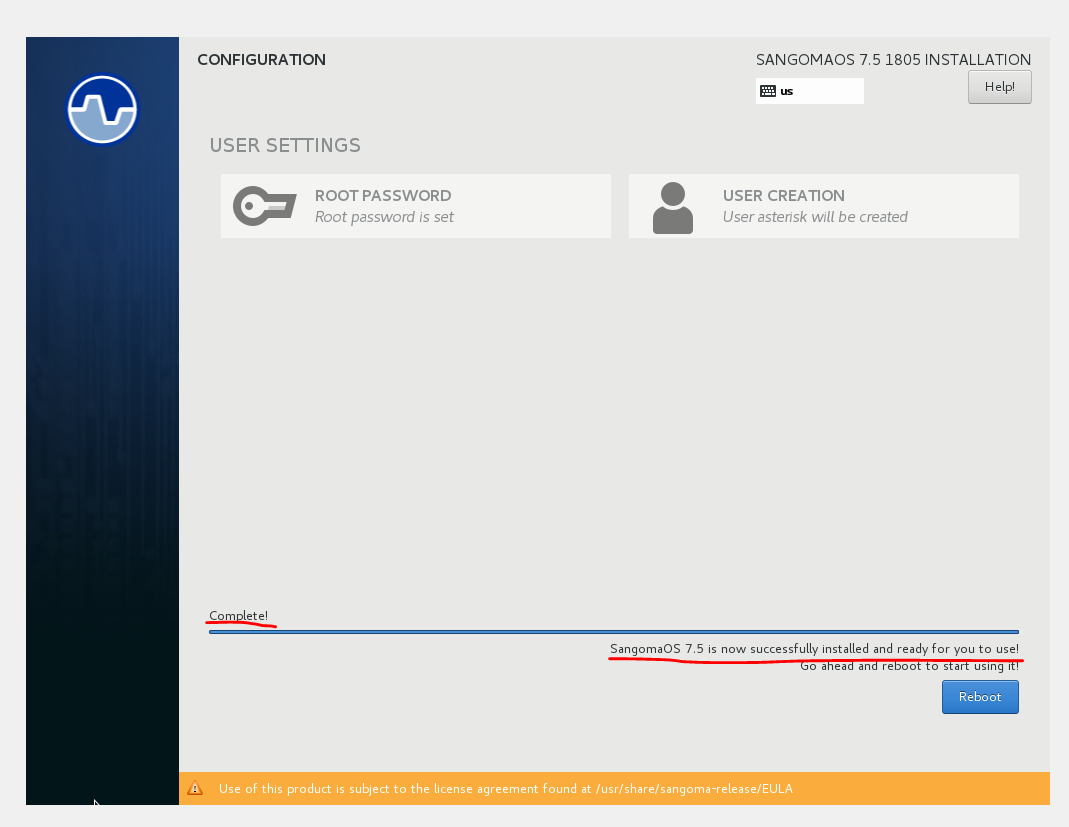 CONFIGURATION
SANGOMAOS 7.5 1805 INSTALLATION
us
Help!
USER SETTINGS
ROOT PASSWORD
Root password is set
USER CREATION
User asterisk will be created
Complete!
SangomaOS 7.5 is now successfully installed and ready for you to use!
Go ahead and reboot to start using it!
Reboot
Use of this product is subject to the license agreement found at /usr/share/sangoma-release/EULA